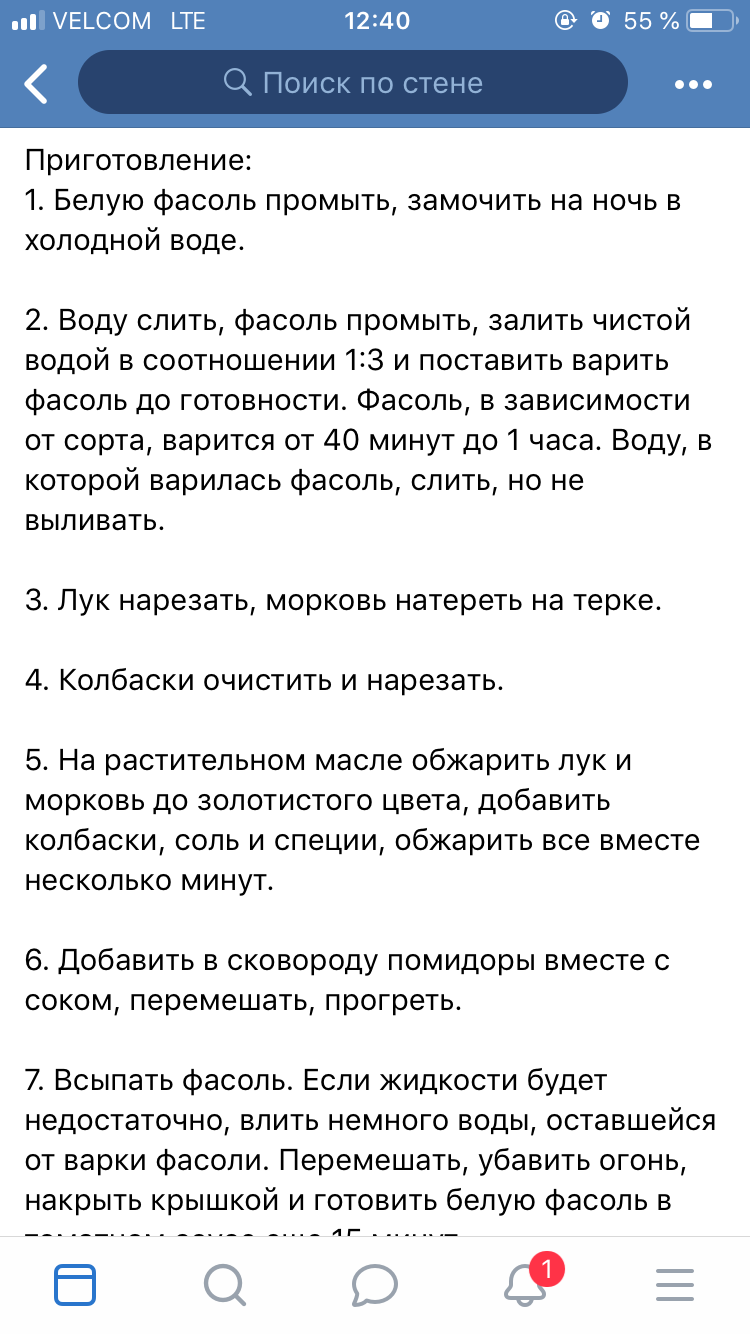 VELCOM LTE 12:40 55 %
Поиск по стене
Приготовление:
1. Белую фасоль промыть, замочить на ночь в
холодной воде.
2. Воду слить, фасоль промыть, залить чистой
водой в соотношении 1:3 и поставить варить
фасоль до готовности. Фасоль, в зависимости
от сорта, варится от 40 минут до 1 часа. Воду, в
которой варилась фасоль, слить, но не
выливать.
3. Лук нарезать, морковь натереть на терке.
4. Колбаски очистить и нарезать.
5. На растительном масле обжарить лук и
морковь до золотистого цвета, добавить
колбаски, соль и специи, обжарить все вместе
несколько минут.
6. Добавить в сковороду помидоры вместе с
соком, перемешать, прогреть.
7. Всыпать фасоль. Если жидкости будет
недостаточно, влить немного воды, оставшейся
от варки фасоли. Перемешать, убавить огонь,
накрыть крышкой и готовить белую фасоль в
томатном соусе еще 15 минут
1